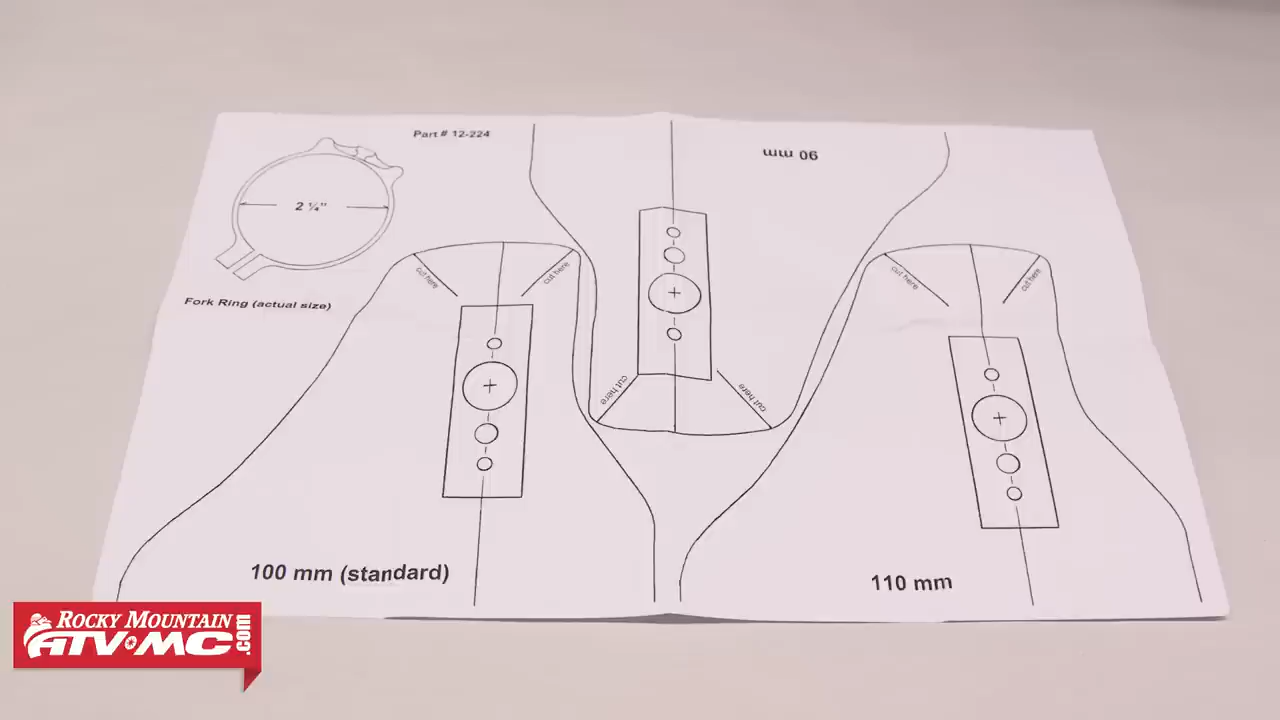 Part # 12-224
90 mm
2 ¼"
cut here
cut here
cut here
cut here
Fork Ring (actual size)
cut here
cut here
100 mm (standard)
110 mm
ROCKY MOUNTAIN
ATV MC .com